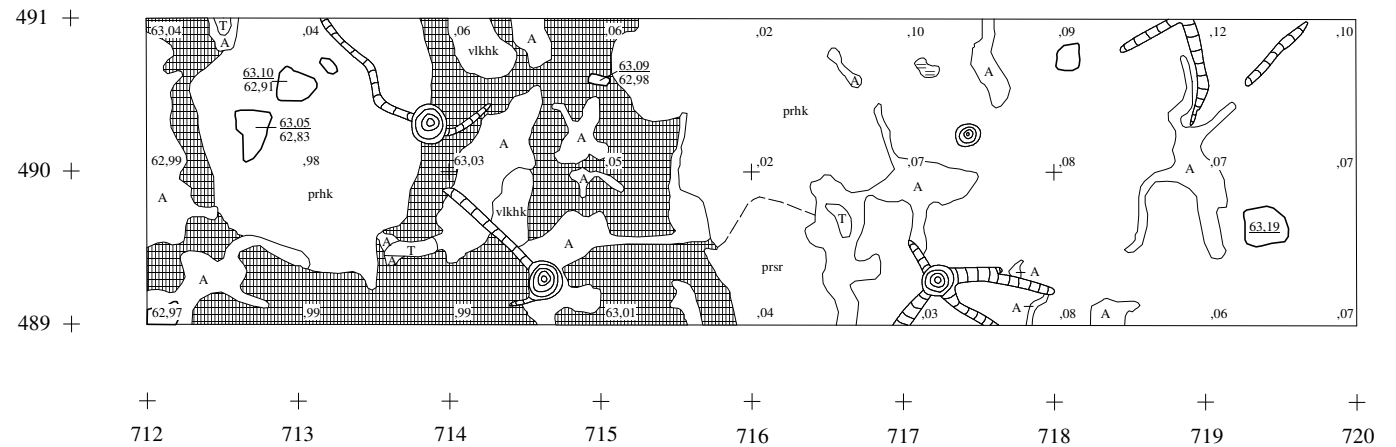 491
63,04 T ,04 ,06 A ,06 ,02 ,10 ,09 ,12 ,10
A vlkhk
63,10
62,91
63,09
62,98
A A A
63,05
62,83
prhk
A A
490
62,99 ,98 63,03 ,05 ,02 ,07 ,08 A ,07 ,07
A A
A prhk vlkhk T 63,19
A T A
A
A prsr A
489
62,97 ,99 ,99 63,01 ,04 ,03 A ,08 A ,06 ,07
712 713 714 715 716 717 718 719 720